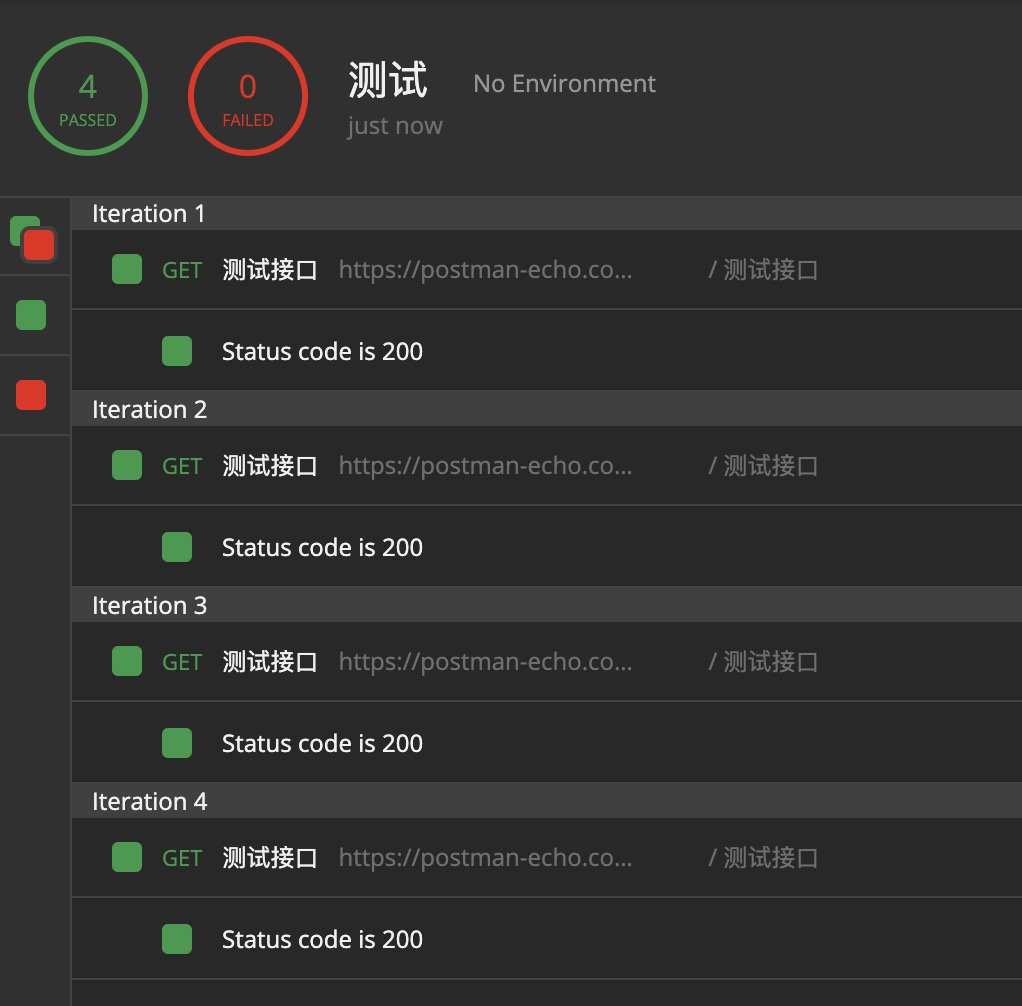 4
PASSED
0
FAILED
测试 No Environment
just now
Iteration 1
GET 测试接口 https://postman-echo.co... / 测试接口
Status code is 200
Iteration 2
GET 测试接口 https://postman-echo.co... / 测试接口
Status code is 200
Iteration 3
GET 测试接口 https://postman-echo.co... / 测试接口
Status code is 200
Iteration 4
GET 测试接口 https://postman-echo.co... / 测试接口
Status code is 200